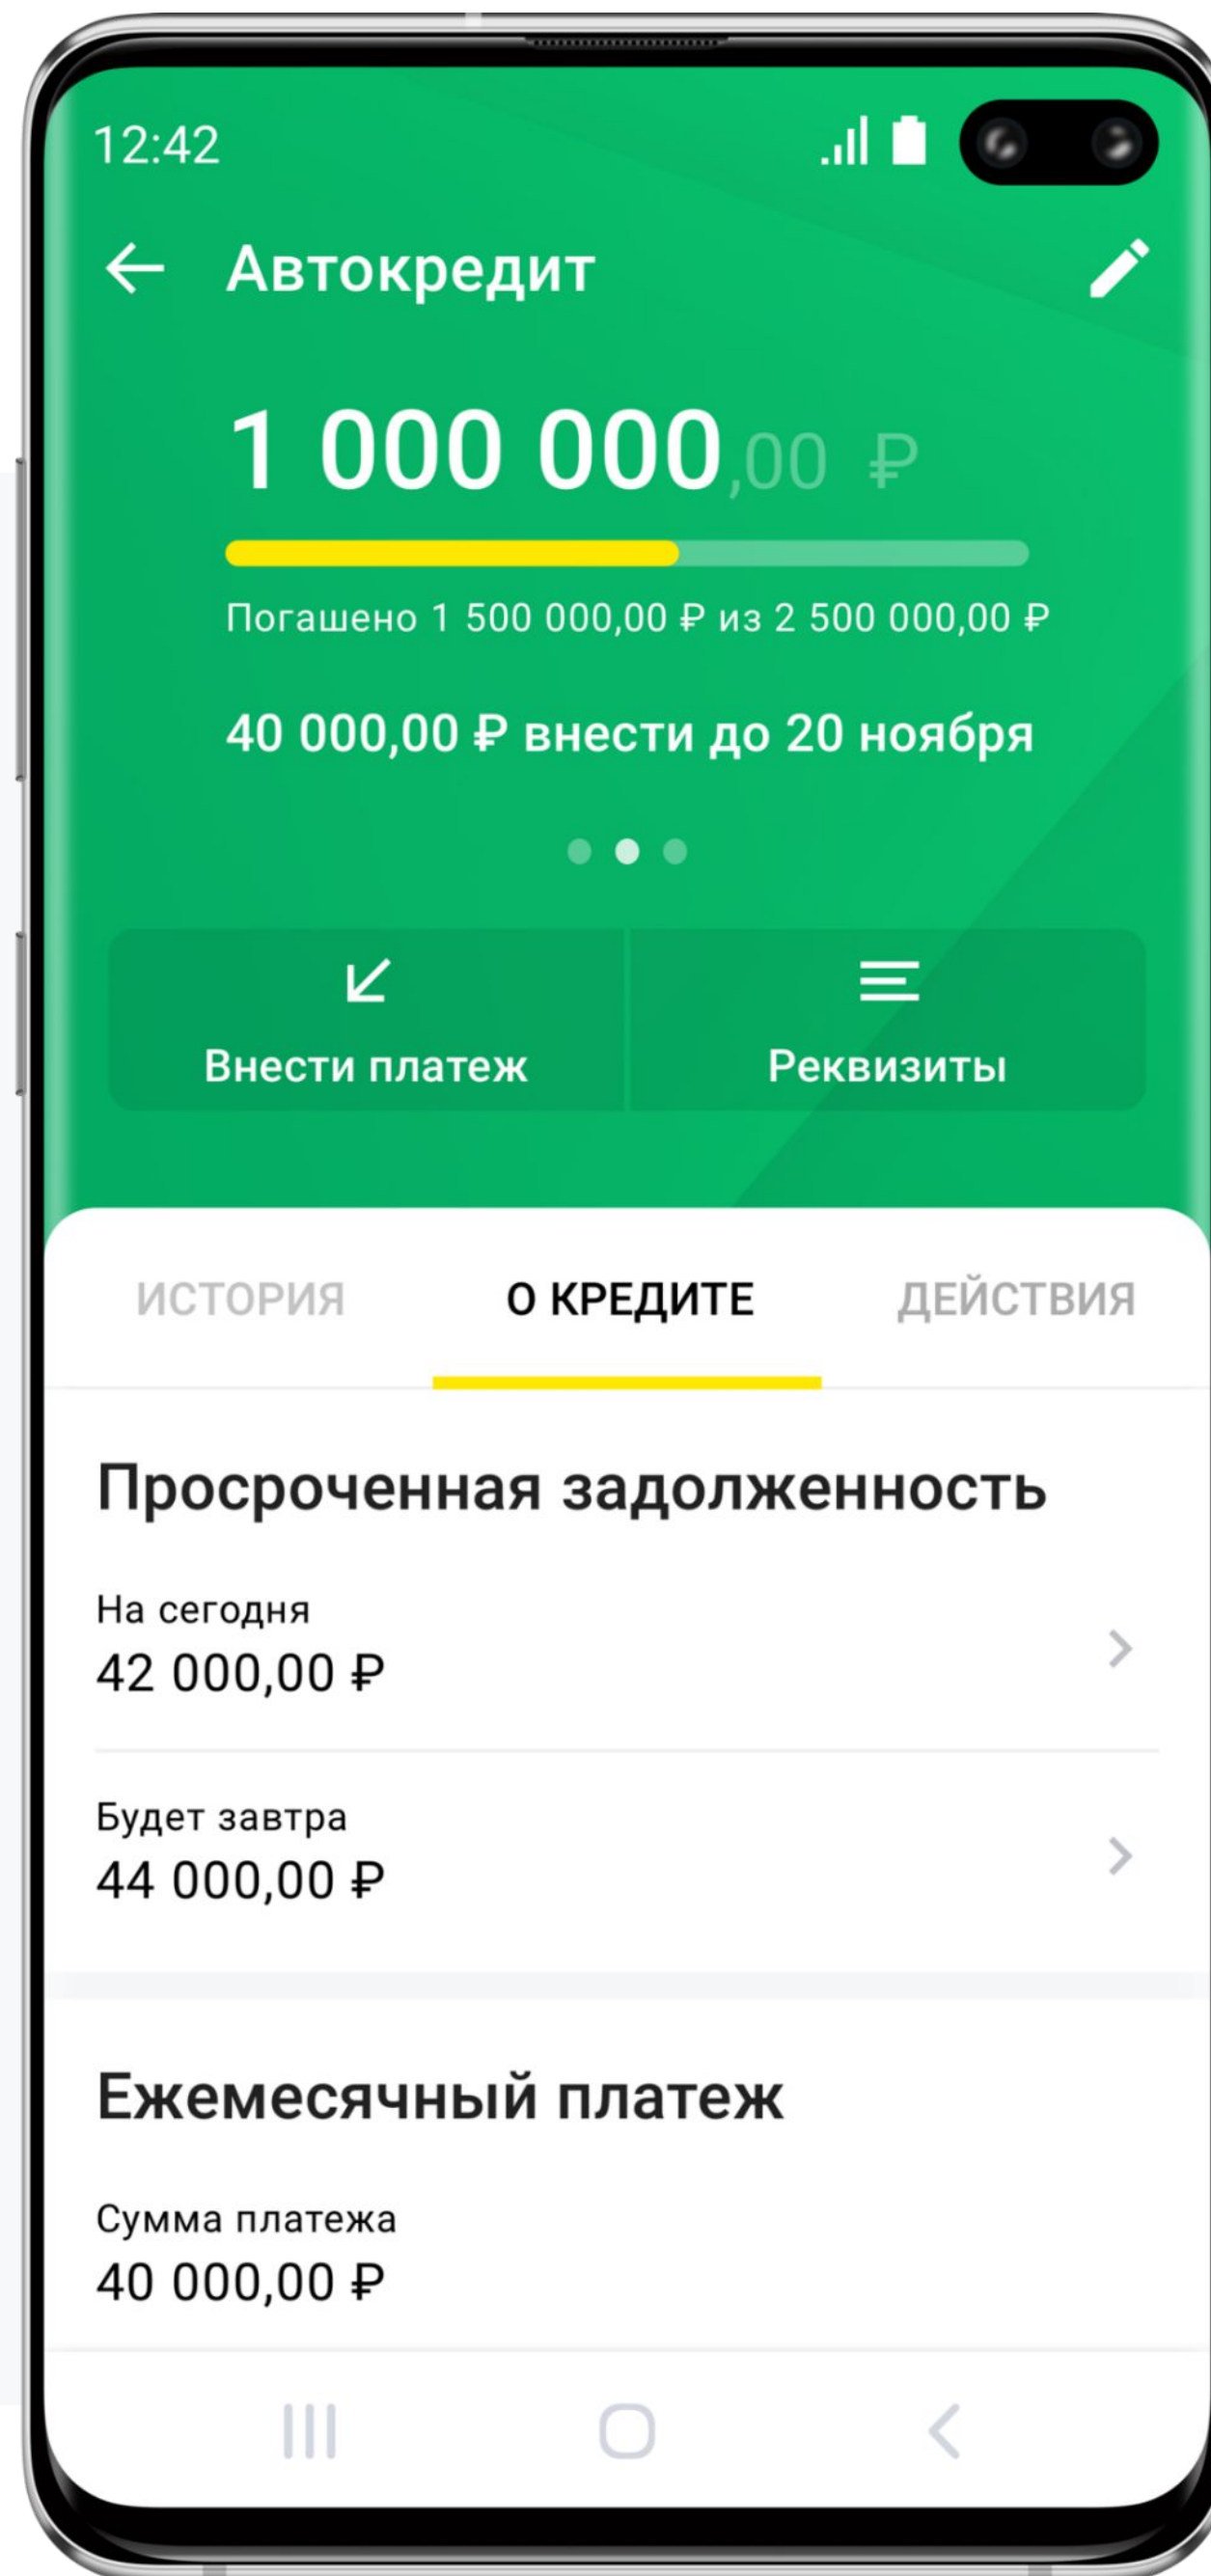 12:42
Автокредит
1 000 000,00 ₽
Погашено 1 500 000,00 ₽ из 2 500 000,00 ₽
40 000,00 ₽ внести до 20 ноября
Внести платеж
Реквизиты
ИСТОРИЯ
О КРЕДИТЕ
ДЕЙСТВИЯ
Просроченная задолженность
На сегодня
42 000,00 ₽
Будет завтра
44 000,00 ₽
Ежемесячный платеж
Сумма платежа
40 000,00 ₽